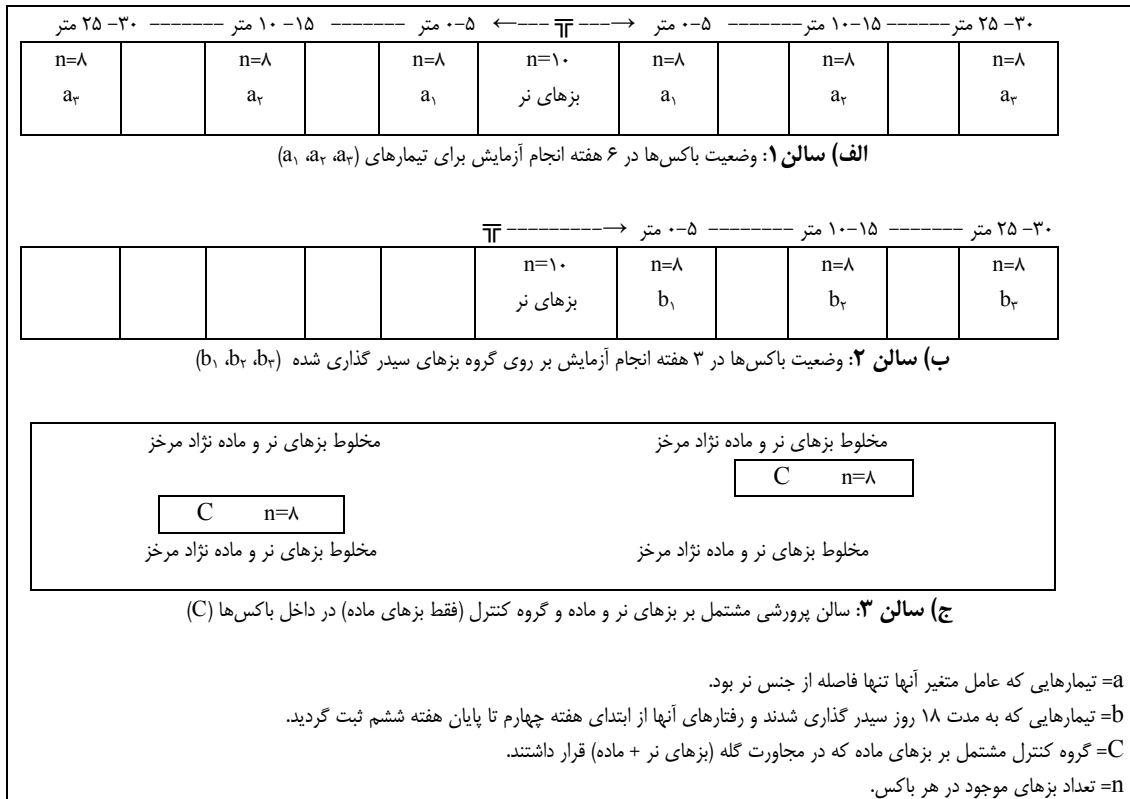 ۲۵ -۳۰ متر ------- ۱۰ -۱۵ متر ------- ۰-۵ متر ←--- ╥ ---→ ۰-۵ متر ------- ۱۰-۱۵ متر ------ ۲۵ -۳۰ متر
n=۸ n=۸ n=۸ n=۱۰ n=۸ n=۸ n=۸
a۳ a۲ a۱ بزهای نر a۱ a۲ a۳
الف) سالن ۱: وضعیت باکس‌ها در ۶ هفته انجام آزمایش برای تیمارهای (a۱ ،a۲ ،a۳)
╥ ----------→ ۰-۵ متر -------- ۱۰-۱۵ متر ------- ۲۵ -۳۰ متر
n=۱۰ n=۸ n=۸ n=۸
بزهای نر b۱ b۲ b۳
ب) سالن ۲: وضعیت باکس‌ها در ۳ هفته انجام آزمایش بر روی گروه بزهای سیدر گذاری شده (b۱ ،b۲ ،b۳)
مخلوط بزهای نر و ماده نژاد مرخز مخلوط بزهای نر و ماده نژاد مرخز
C n=۸
C n=۸
مخلوط بزهای نر و ماده نژاد مرخز مخلوط بزهای نر و ماده نژاد مرخز
ج) سالن ۳: سالن پرورشی مشتمل بر بزهای نر و ماده و گروه کنترل (فقط بزهای ماده) در داخل باکس‌ها (C)
a= تیمارهایی که عامل متغیر آنها تنها فاصله از جنس نر بود.
b= تیمارهایی که به مدت ۱۸ روز سیدر گذاری شدند و رفتارهای آنها از ابتدای هفته چهارم تا پایان هفته ششم ثبت گردید.
C= گروه کنترل مشتمل بر بزهای ماده که در مجاورت گله (بزهای نر + ماده) قرار داشتند.
n= تعداد بزهای موجود در هر باکس.